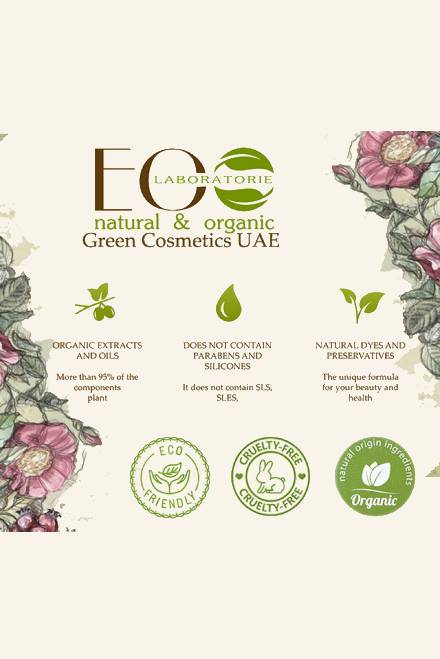 ECO
LABORATORIE
natural & organic
Green Cosmetics UAE
ORGANIC EXTRACTS
AND OILS
More than 95% of the
components
plant
DOES NOT CONTAIN
PARABENS AND
SILICONES
It does not contain SLS,
SLES,
NATURAL DYES AND
PRESERVATIVES
The unique formula
for your beauty and
health
ECO
FRIENDLY
CRUELTY-FREE
CRUELTY-FREE
natural origin ingredients
Organic